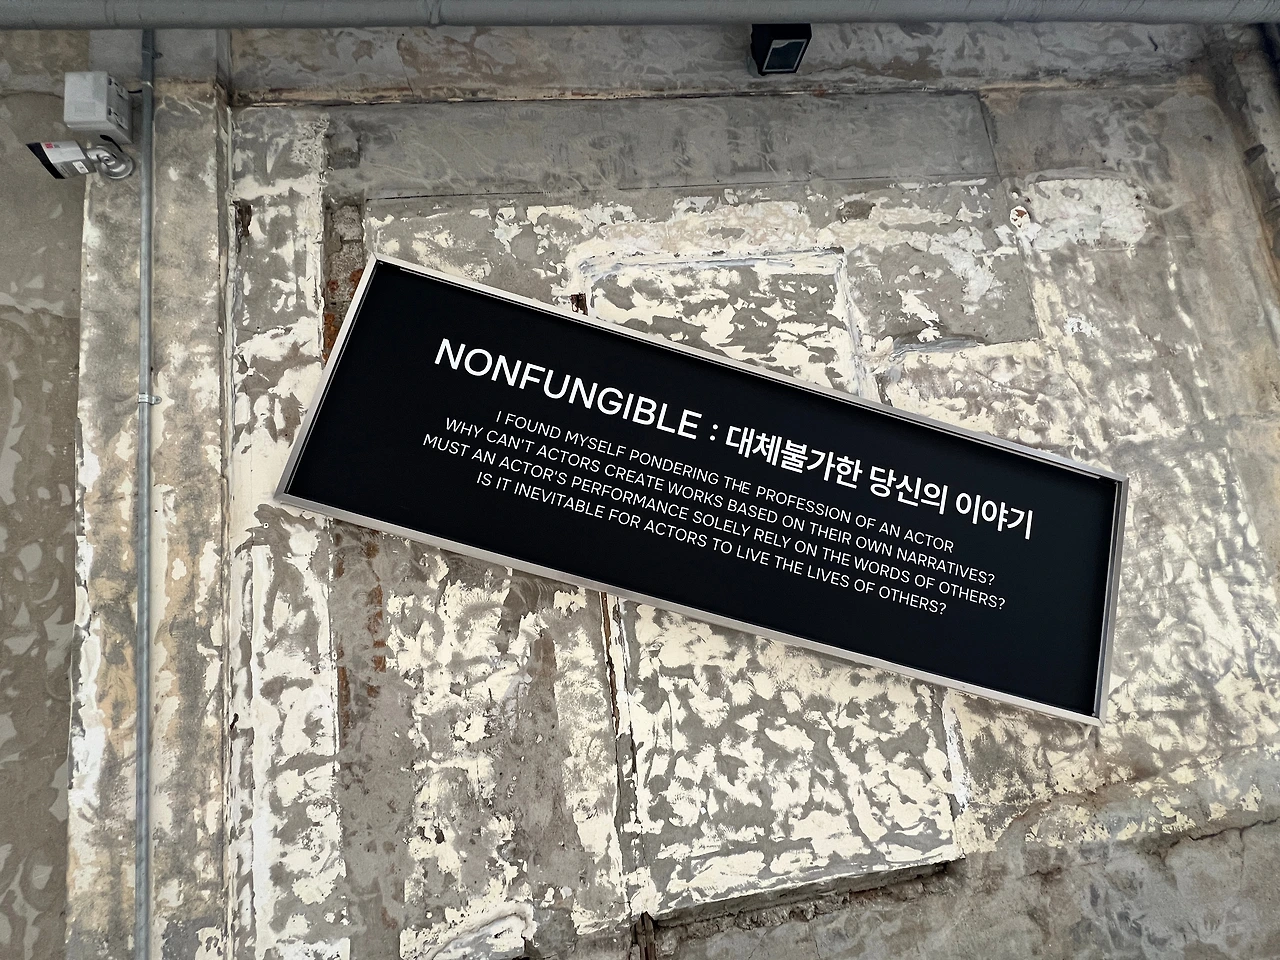 NONFUNGIBLE : 대체불가한 당신의 이야기
I FOUND MYSELF PONDERING THE PROFESSION OF AN ACTOR
WHY CAN'T ACTORS CREATE WORKS BASED ON THEIR OWN NARRATIVES?
MUST AN ACTOR'S PERFORMANCE SOLELY RELY ON THE WORDS OF OTHERS?
IS IT INEVITABLE FOR ACTORS TO LIVE THE LIVES OF OTHERS?